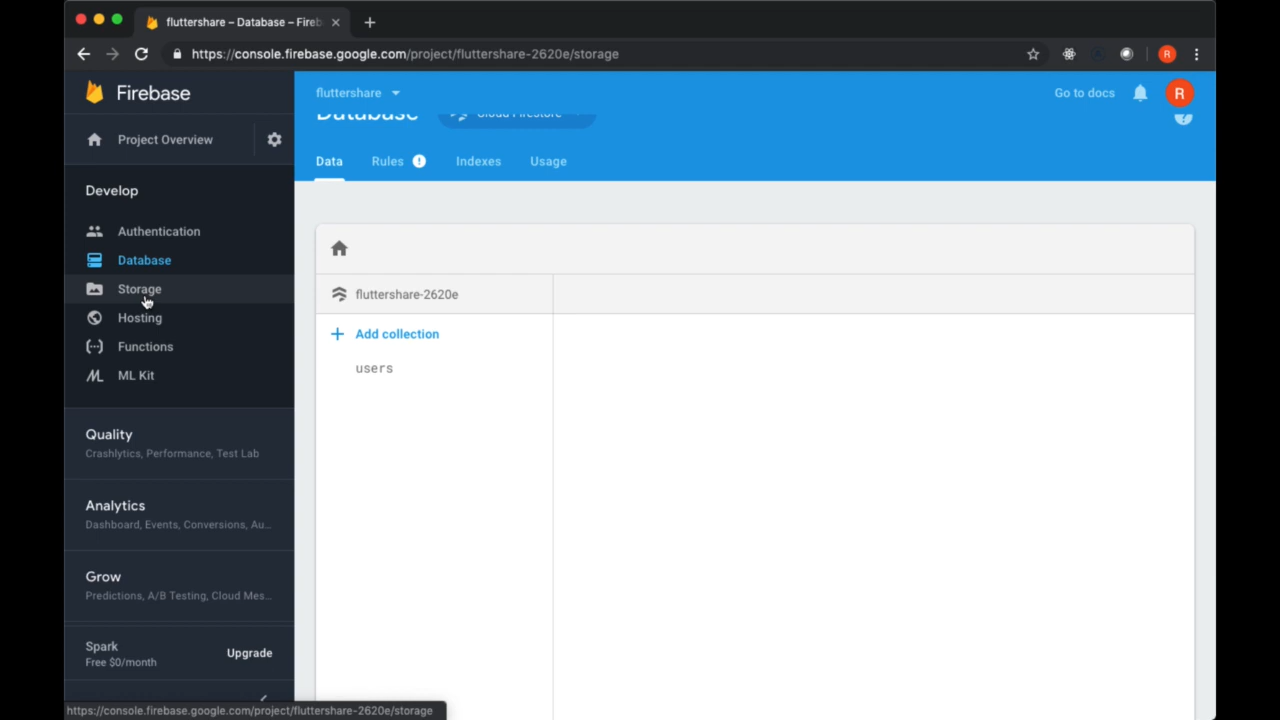 fluttershare – Database – Fireb
https://console.firebase.google.com/project/fluttershare-2620e/storage
R
Firebase
fluttershare
Go to docs
R
Database
Cloud Firestore
Project Overview
Data
Rules
Indexes
Usage
Develop
Authentication
Database
Storage
Hosting
Functions
ML Kit
fluttershare-2620e
Add collection
users
Quality
Crashlytics, Performance, Test Lab
Analytics
Dashboard, Events, Conversions, Au...
Grow
Predictions, A/B Testing, Cloud Mes...
Spark
Free $0/month
Upgrade
https://console.firebase.google.com/project/fluttershare-2620e/storage